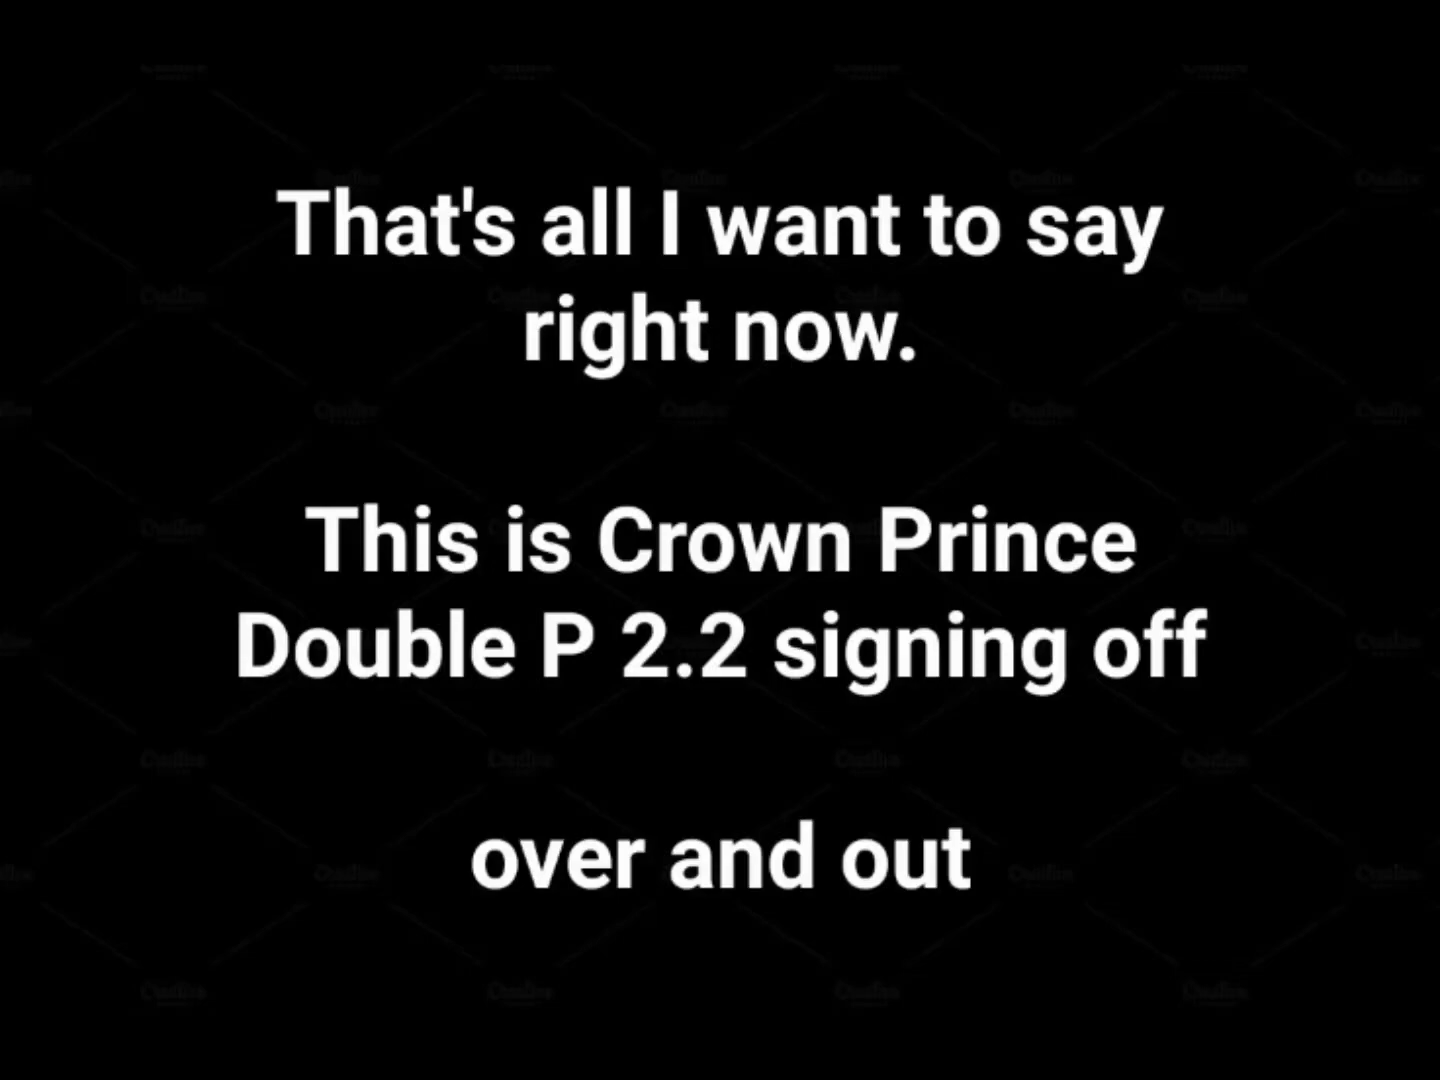 That's all I want to say
right now.
This is Crown Prince
Double P 2.2 signing off
over and out